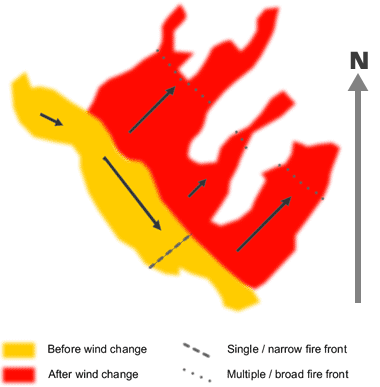 N
Before wind change
Single / narrow fire front
After wind change
Multiple / broad fire front